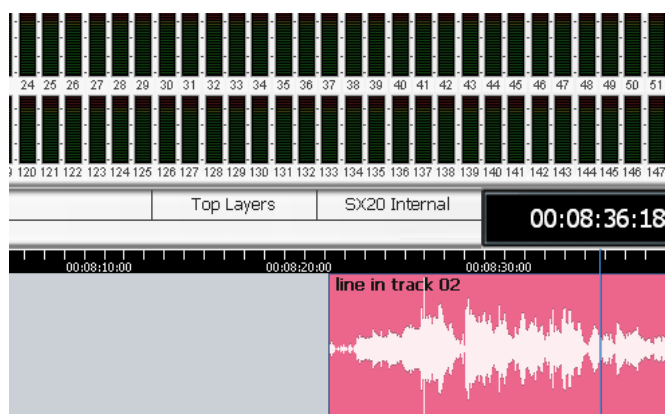 24 25 26 27 28 29 30 31 32 33 34 35 36 37 38 39 40 41 42 43 44 45 46 47 48 49 50 51
120 121 122 123 124 125 126 127 128 129 130 131 132 133 134 135 136 137 138 139 140 141 142 143 144 145 146 147
Top Layers SX20 Internal
00:08:36:18
00:08:10:00 00:08:20:00 00:08:30:00
line in track 02